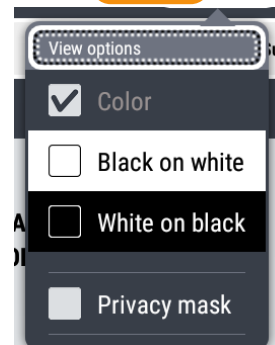 View options
Color
Black on white
White on black
Privacy mask